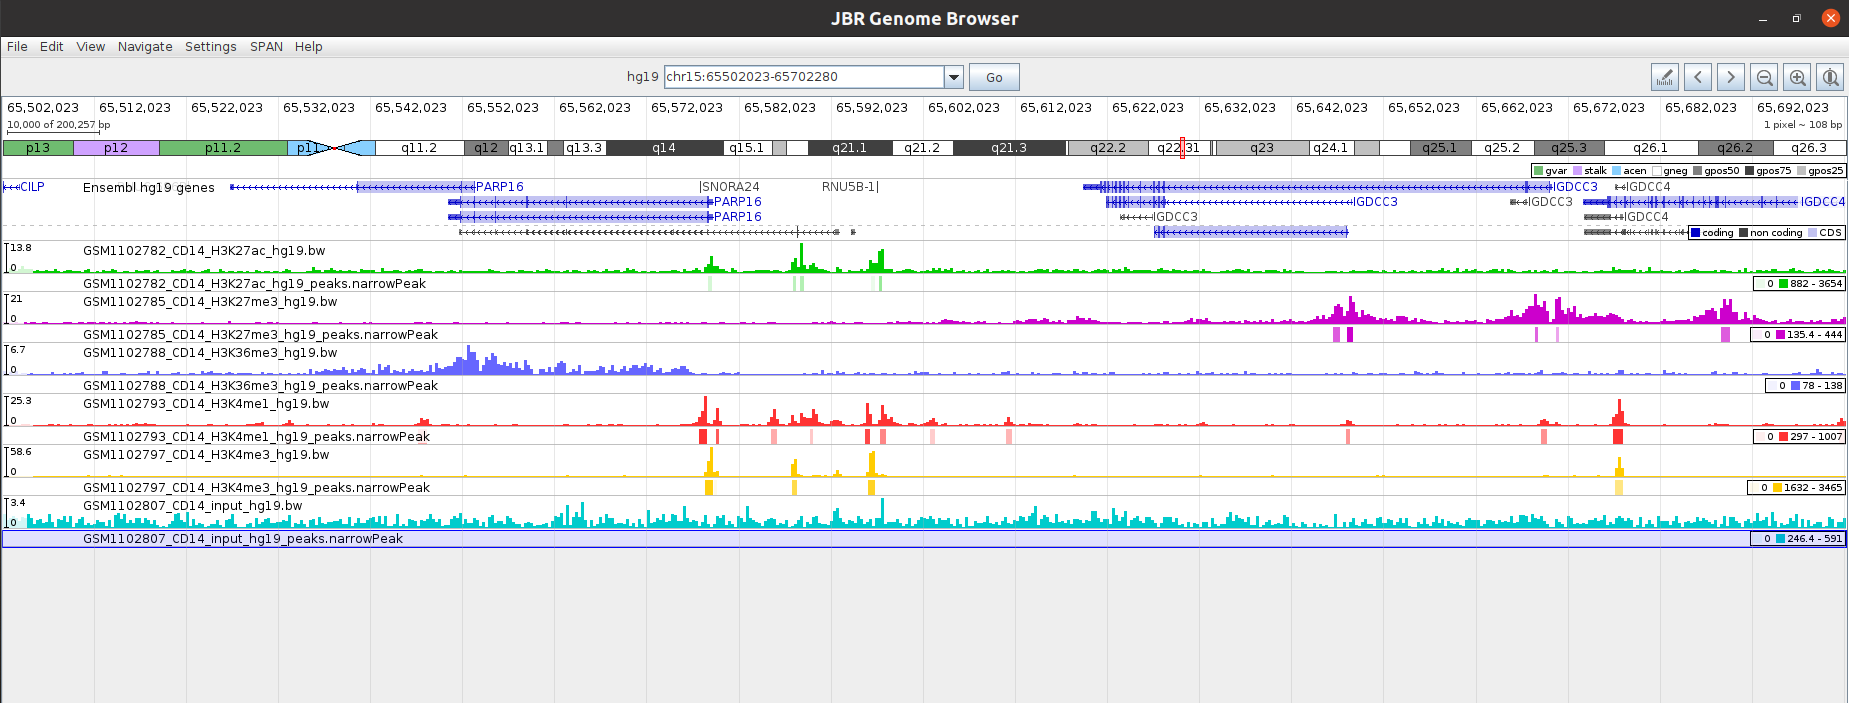 JBR Genome Browser
File Edit View Navigate Settings SPAN Help
hg19 chr15:65502023-65702280 Go
65,502,023 65,512,023 65,522,023 65,532,023 65,542,023 65,552,023 65,562,023 65,572,023 65,582,023 65,592,023 65,602,023 65,612,023 65,622,023 65,632,023 65,642,023 65,652,023 65,662,023 65,672,023 65,682,023 65,692,023
10,000 of 200,257 bp 1 pixel ~ 108 bp
p13 p12 p11.2 p11 q11.2 q12 q13.1 q13.3 q14 q15.1 q21.1 q21.2 q21.3 q22.2 q22.31 q23 q24.1 q25.1 q25.2 q25.3 q26.1 q26.2 q26.3
gvar stalk acen gneg gpos50 gpos75 gpos25
CILP Ensembl hg19 genes PARP16 SNORA24 RNU5B-1 IGDCC3 IGDCC4
PARP16 IGDCC3 IGDCC3 IGDCC4
PARP16 IGDCC3 IGDCC4
coding non coding CDS
13.8 GSM1102782_CD14_H3K27ac_hg19.bw
0
GSM1102782_CD14_H3K27ac_hg19_peaks.narrowPeak 0 882 - 3654
21 GSM1102785_CD14_H3K27me3_hg19.bw
0
GSM1102785_CD14_H3K27me3_hg19_peaks.narrowPeak 0 135.4 - 444
6.7 GSM1102788_CD14_H3K36me3_hg19.bw
0
GSM1102788_CD14_H3K36me3_hg19_peaks.narrowPeak 0 78 - 138
25.3 GSM1102793_CD14_H3K4me1_hg19.bw
0
GSM1102793_CD14_H3K4me1_hg19_peaks.narrowPeak 0 297 - 1007
58.6 GSM1102797_CD14_H3K4me3_hg19.bw
0
GSM1102797_CD14_H3K4me3_hg19_peaks.narrowPeak 0 1632 - 3465
3.4 GSM1102807_CD14_input_hg19.bw
0
GSM1102807_CD14_input_hg19_peaks.narrowPeak 0 246.4 - 591